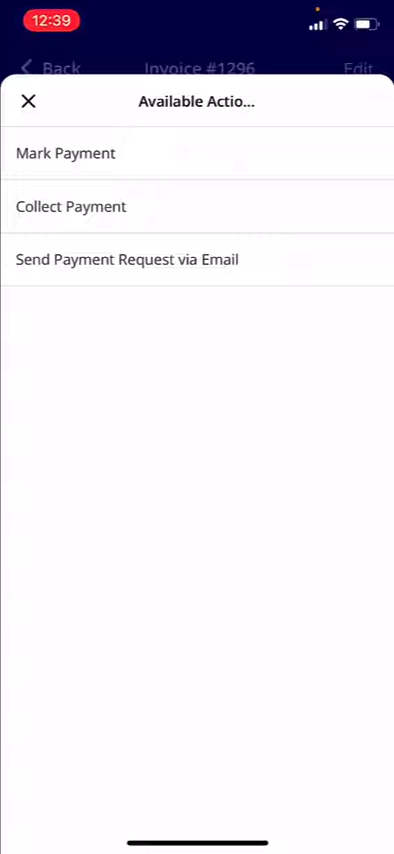 12:39
Back Invoice #1296 Edit
Available Actio...
Mark Payment
Collect Payment
Send Payment Request via Email